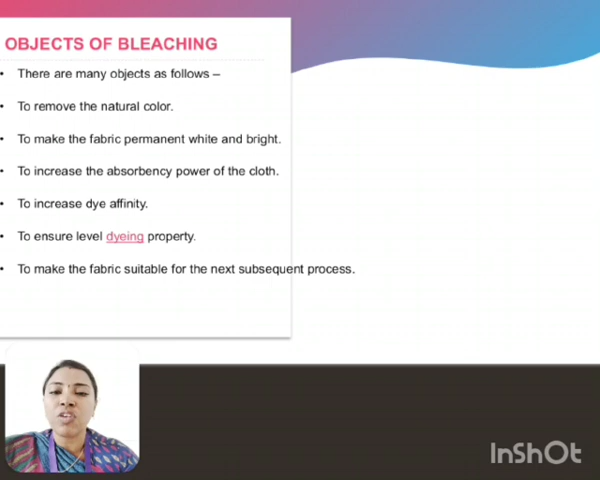 OBJECTS OF BLEACHING
• There are many objects as follows –
• To remove the natural color.
• To make the fabric permanent white and bright.
• To increase the absorbency power of the cloth.
• To increase dye affinity.
• To ensure level dyeing property.
• To make the fabric suitable for the next subsequent process.
InShOt